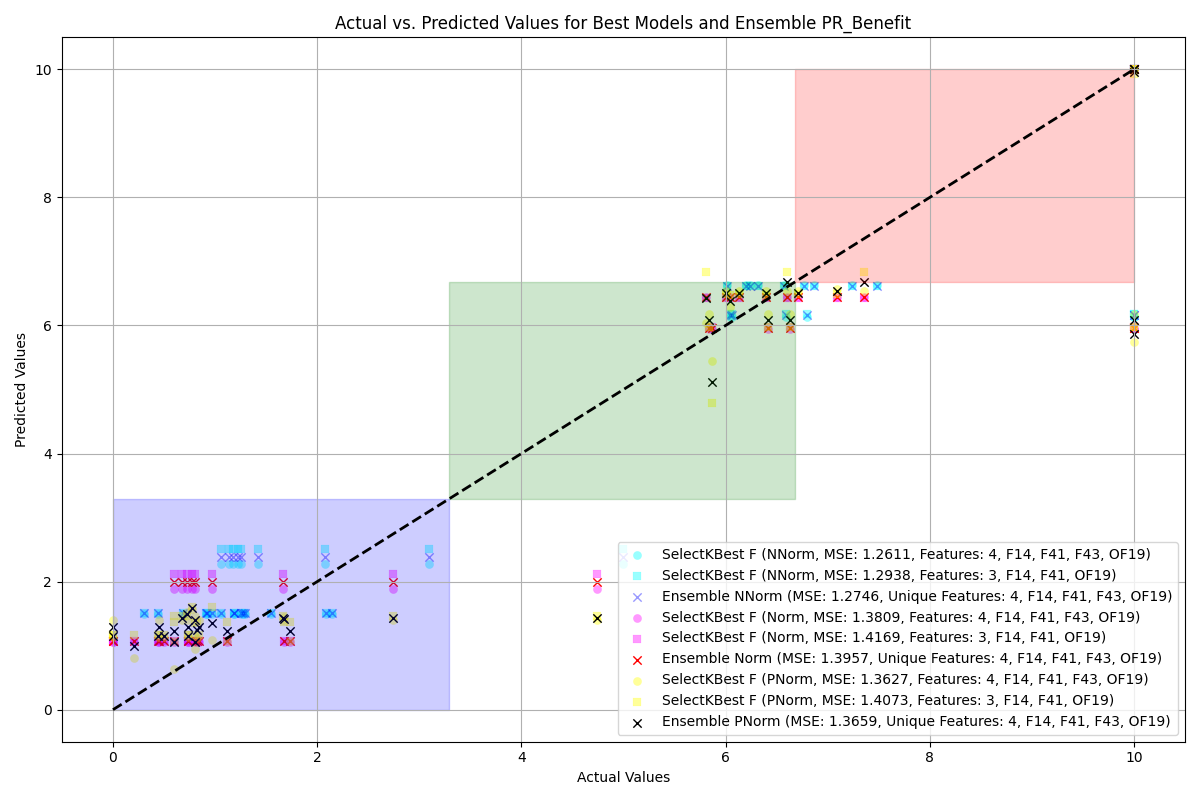 Actual vs. Predicted Values for Best Models and Ensemble PR_Benefit
10
8
6
4
2
0
Predicted Values
SelectKBest F (NNorm, MSE: 1.2611, Features: 4, F14, F41, F43, OF19)
SelectKBest F (NNorm, MSE: 1.2938, Features: 3, F14, F41, OF19)
Ensemble NNorm (MSE: 1.2746, Unique Features: 4, F14, F41, F43, OF19)
SelectKBest F (Norm, MSE: 1.3809, Features: 4, F14, F41, F43, OF19)
SelectKBest F (Norm, MSE: 1.4169, Features: 3, F14, F41, OF19)
Ensemble Norm (MSE: 1.3957, Unique Features: 4, F14, F41, F43, OF19)
SelectKBest F (PNorm, MSE: 1.3627, Features: 4, F14, F41, F43, OF19)
SelectKBest F (PNorm, MSE: 1.4073, Features: 3, F14, F41, OF19)
Ensemble PNorm (MSE: 1.3659, Unique Features: 4, F14, F41, F43, OF19)
0 2 4 6 8 10
Actual Values